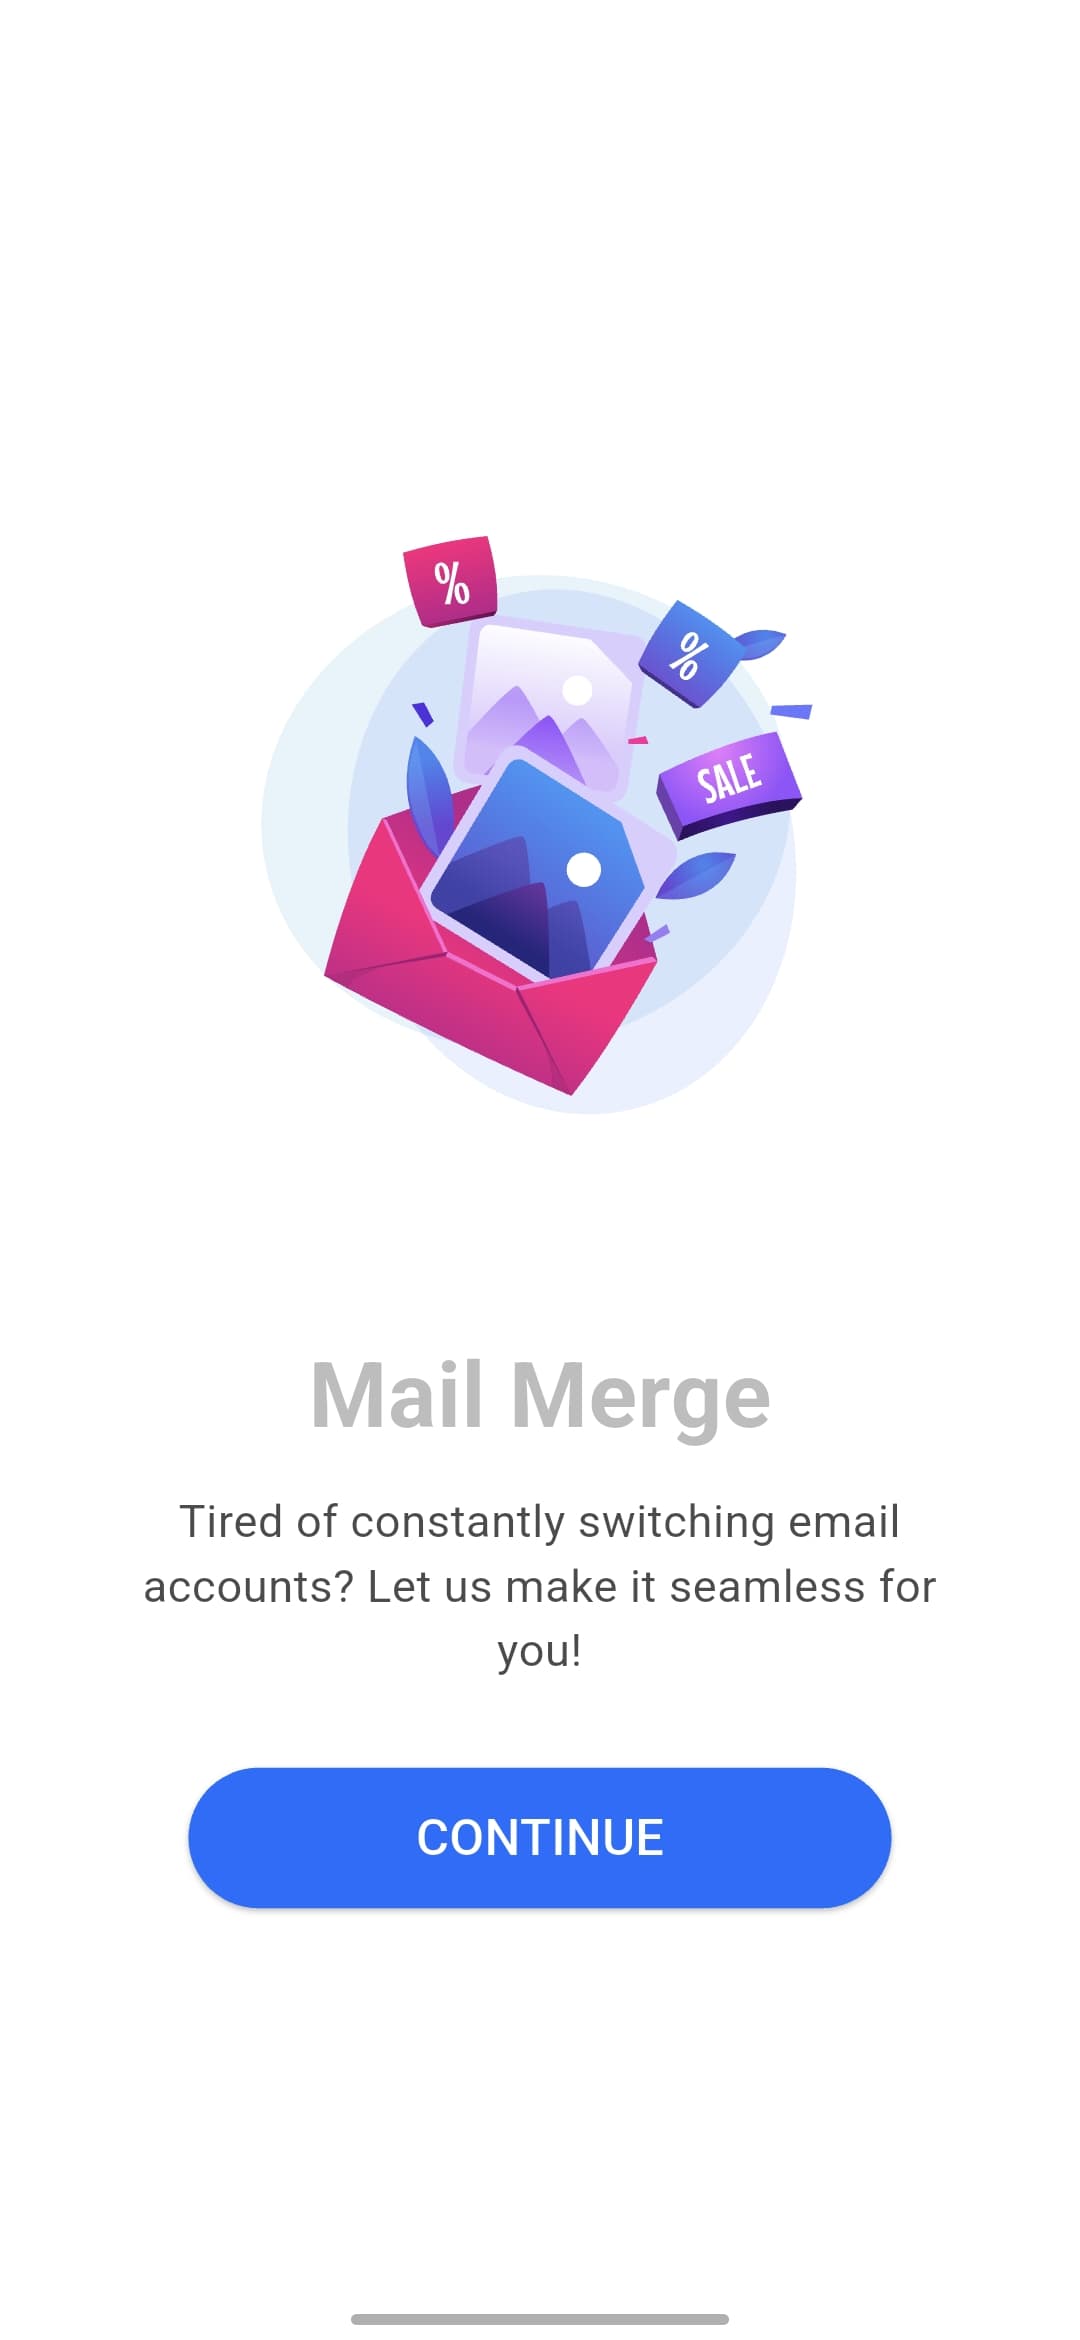 %
%
SALE
Mail Merge
Tired of constantly switching email
accounts? Let us make it seamless for
you!
CONTINUE